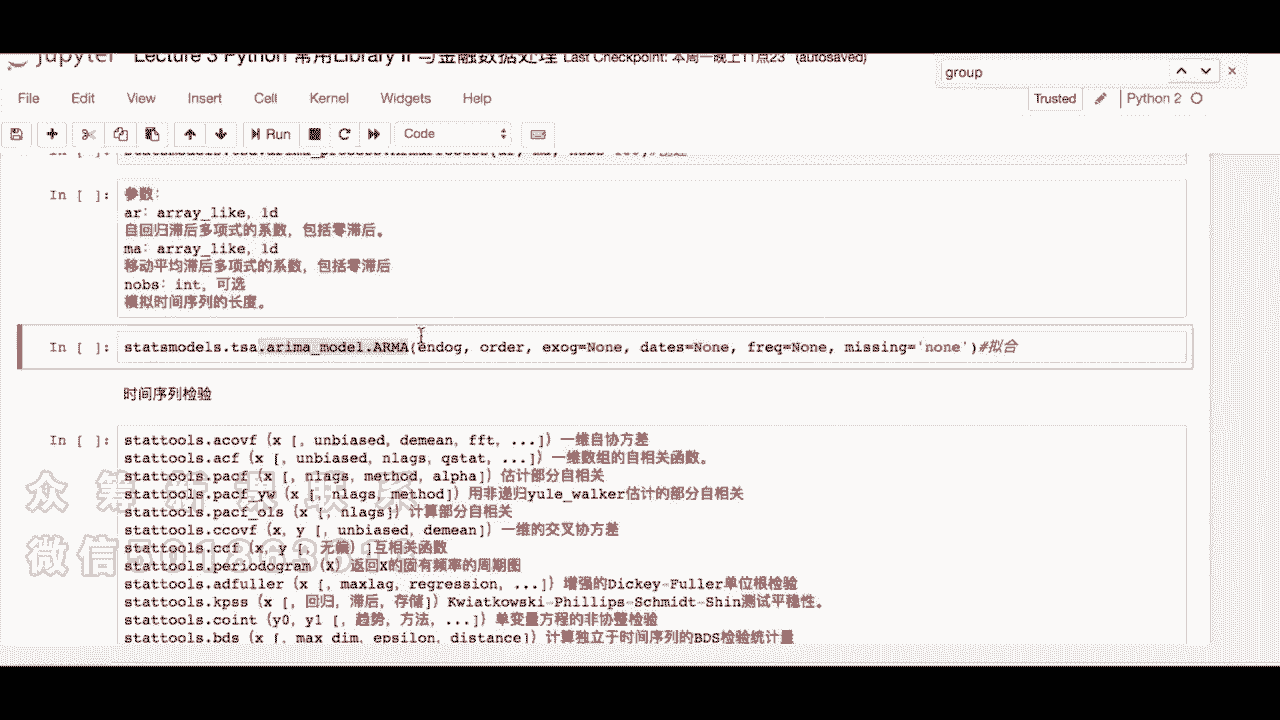 jupyter Lecture 3 Python 常用Library II 与金融数据处理 Last Checkpoint: 本周一晚上11点23 (autosaved)
group
File Edit View Insert Cell Kernel Widgets Help
Trusted Python 2
Run Code
In [ ]: 参数：
ar：array_like，1d
自回归滞后多项式的系数，包括零滞后。
ma：array_like，1d
移动平均滞后多项式的系数，包括零滞后
nobs：int，可选
模拟时间序列的长度。
In [ ]: statsmodels.tsa.arima_model.ARMA(endog, order, exog=None, dates=None, freq=None, missing='none')#拟合
时间序列检验
In [ ]: stattools.acovf（x [, unbiased, demean, fft, ...]）一维自协方差
stattools.acf（x [, unbiased, nlags, qstat, ...]）一维数组的自相关函数。
stattools.pacf（x [, nlags, method, alpha]）估计部分自相关
stattools.pacf_yw（x [, nlags, method]）用非递归yule_walker估计的部分自相关
stattools.pacf_ols（x [, nlags]）计算部分自相关
stattools.ccovf（x, y [, unbiased, demean]）一维的交叉协方差
stattools.ccf（x, y [, 无偏]）互相关函数
stattools.periodogram（X）返回X的固有频率的周期图
stattools.adfuller（x [, maxlag, regression, ...]）增强的Dickey-Fuller单位根检验
stattools.kpss（x [, 回归，滞后，存储]）Kwiatkowski-Phillips-Schmidt-Shin测试平稳性。
stattools.coint（y0, y1 [, 趋势，方法，...]）单变量方程的非协整检验
stattools.bds（x [, max_dim, epsilon, distance]）计算独立于时间序列的BDS检验统计量
众筹新课联系